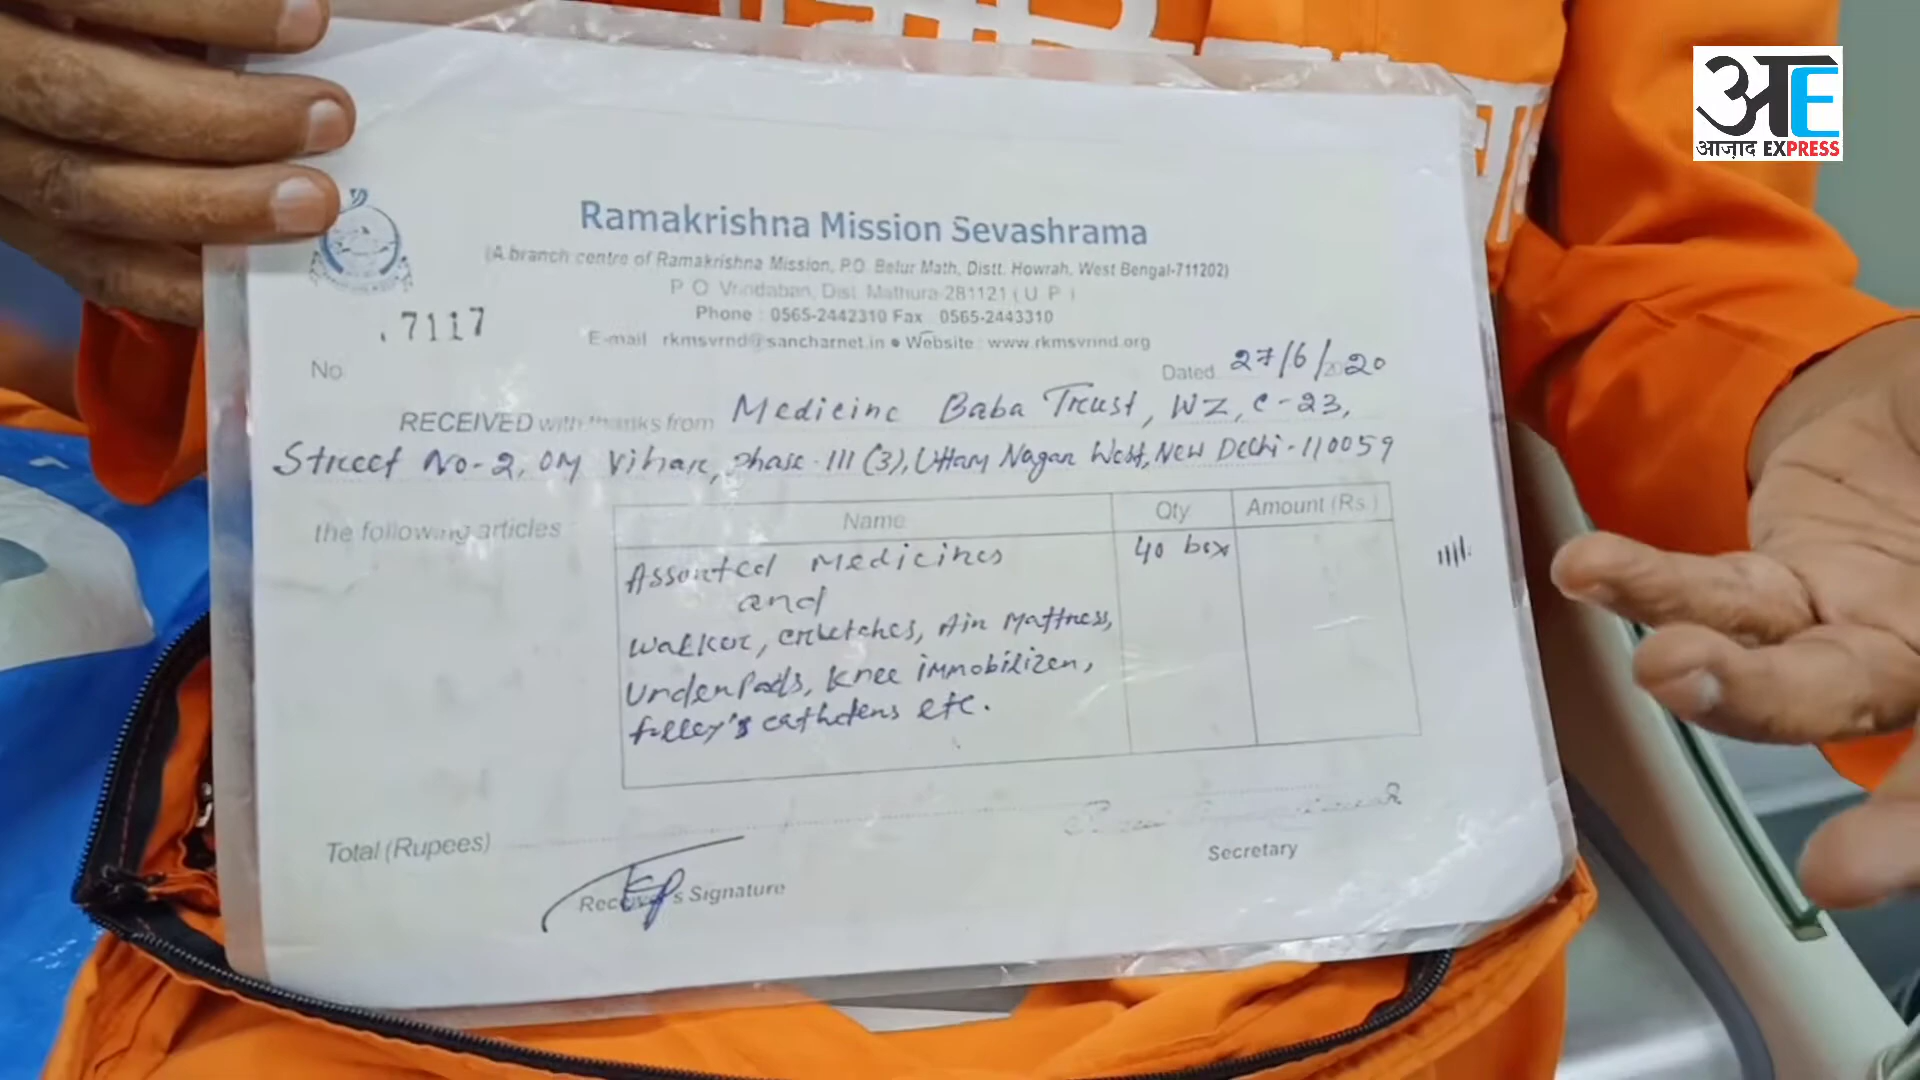 अE
आज़ाद EXPRESS
Ramakrishna Mission Sevashrama
(A branch centre of Ramakrishna Mission, P.O. Belur Math, Distt. Howrah, West Bengal-711202)
P. O. Vrindaban, Dist. Mathura-281121 ( U. P. )
Phone : 0565-2442310 Fax : 0565-2443310
E-mail : rkmsvrnd@sancharnet.in ● Website : www.rkmsvrind.org
No. 7117
Dated 27/6/2020
RECEIVED with thanks from Medicine Baba Trust, WZ, C-23,
Street No-2, OM Vihar, phase-III (3), Uttam Nagar West, New Delhi-110059
the following articles
Name Qty Amount (Rs.)
Assorted Medicines 40 box
and
Walker, crutches, Air Mattress,
UnderPads, Knee immobilizer,
folley's catheters etc.
Total (Rupees)
Receiver's Signature
Secretary